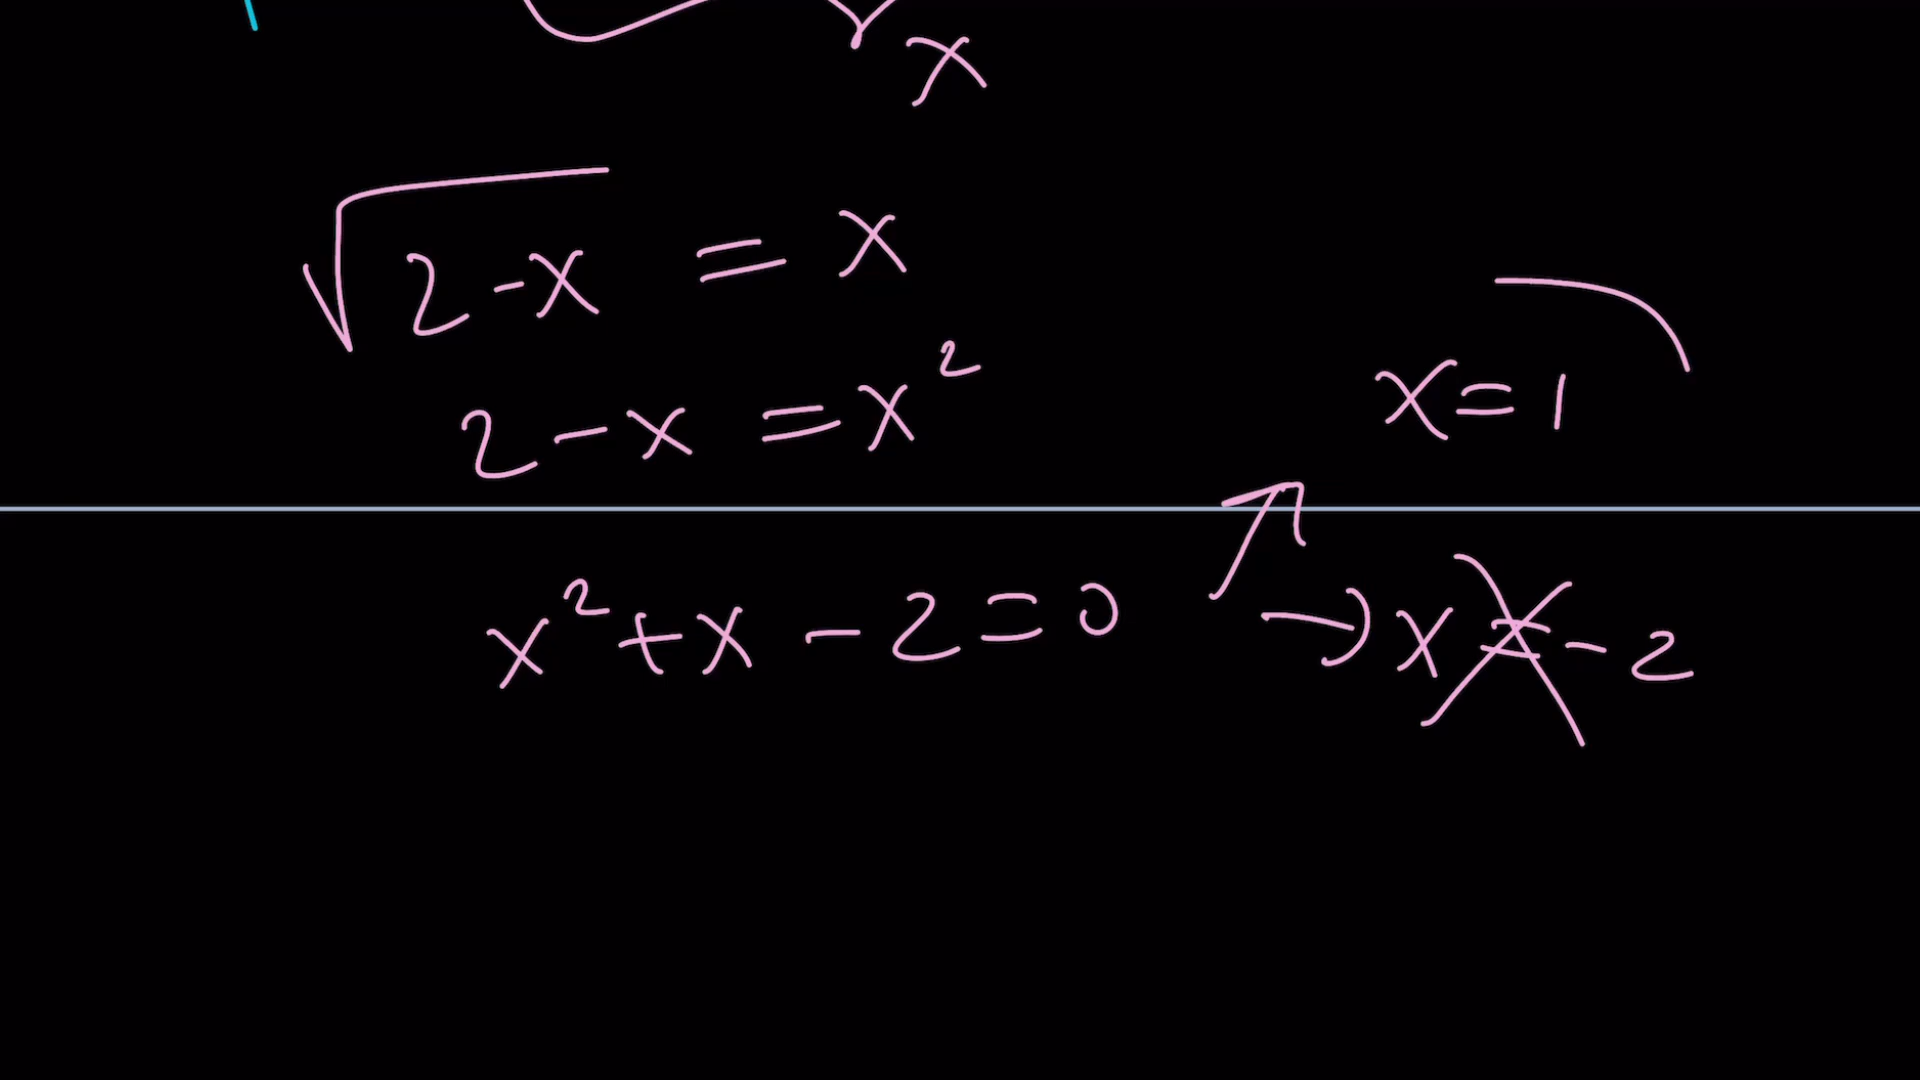 x
√2-x = x
2-x = x²
x=1
x²+x-2=0 → x=-2